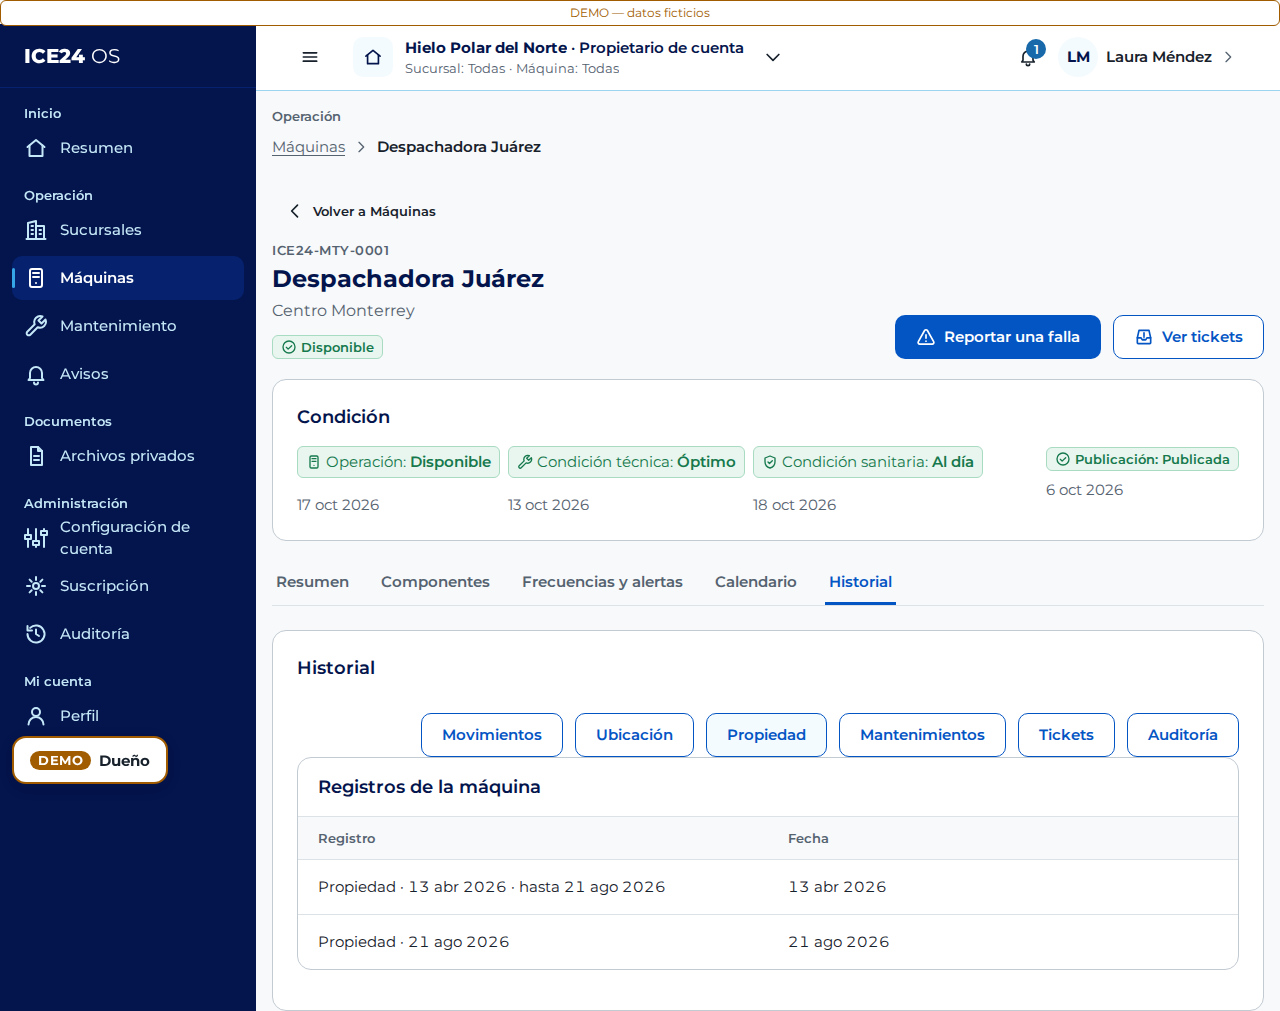 DEMO — datos ficticios
ICE24 OS
Inicio
Resumen
Operación
Sucursales
Máquinas
Mantenimiento
Avisos
Documentos
Archivos privados
Administración
Configuración de
cuenta
Suscripción
Auditoría
Mi cuenta
Perfil
DEMO Dueño
Hielo Polar del Norte · Propietario de cuenta
Sucursal: Todas · Máquina: Todas
1
LM Laura Méndez
Operación
Máquinas > Despachadora Juárez
Volver a Máquinas
ICE24-MTY-0001
Despachadora Juárez
Centro Monterrey
Disponible
Reportar una falla
Ver tickets
Condición
Operación: Disponible
17 oct 2026
Condición técnica: Óptimo
13 oct 2026
Condición sanitaria: Al día
18 oct 2026
Publicación: Publicada
6 oct 2026
Resumen Componentes Frecuencias y alertas Calendario Historial
Historial
Movimientos Ubicación Propiedad Mantenimientos Tickets Auditoría
Registros de la máquina
Registro Fecha
Propiedad · 13 abr 2026 · hasta 21 ago 2026 13 abr 2026
Propiedad · 21 ago 2026 21 ago 2026